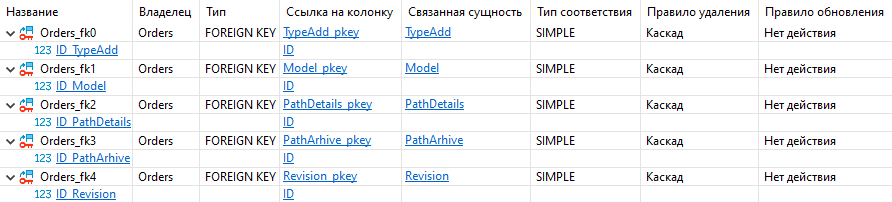 Название Владелец Тип Ссылка на колонку Связанная сущность Тип соответствия Правило удаления Правило обновления
Orders_fk0 Orders FOREIGN KEY TypeAdd_pkey TypeAdd SIMPLE Каскад Нет действия
123 ID_TypeAdd ID
Orders_fk1 Orders FOREIGN KEY Model_pkey Model SIMPLE Каскад Нет действия
123 ID_Model ID
Orders_fk2 Orders FOREIGN KEY PathDetails_pkey PathDetails SIMPLE Каскад Нет действия
123 ID_PathDetails ID
Orders_fk3 Orders FOREIGN KEY PathArhive_pkey PathArhive SIMPLE Каскад Нет действия
123 ID_PathArhive ID
Orders_fk4 Orders FOREIGN KEY Revision_pkey Revision SIMPLE Каскад Нет действия
123 ID_Revision ID